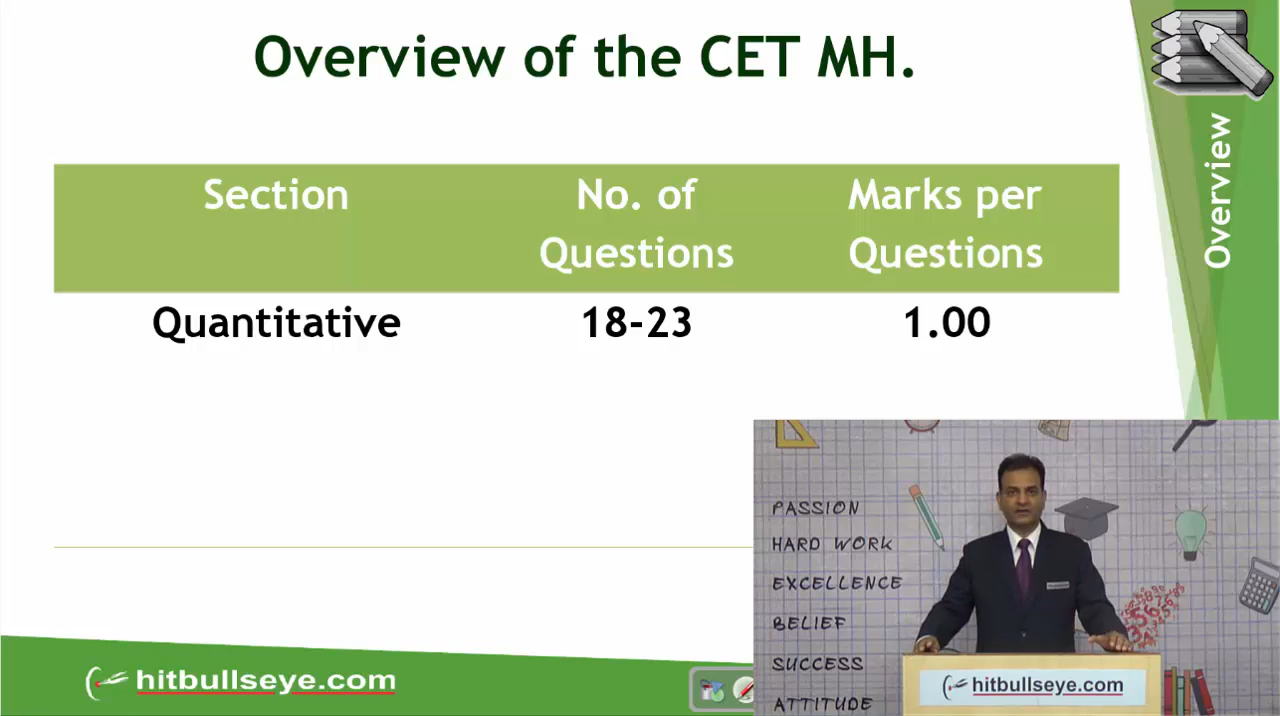 Overview of the CET MH.
Overview
Section
No. of
Questions
Marks per
Questions
Quantitative
18-23
1.00
PASSION
HARD WORK
EXCELLENCE
BELIEF
SUCCESS
ATTITUDE
hitbullseye.com
hitbullseye.com